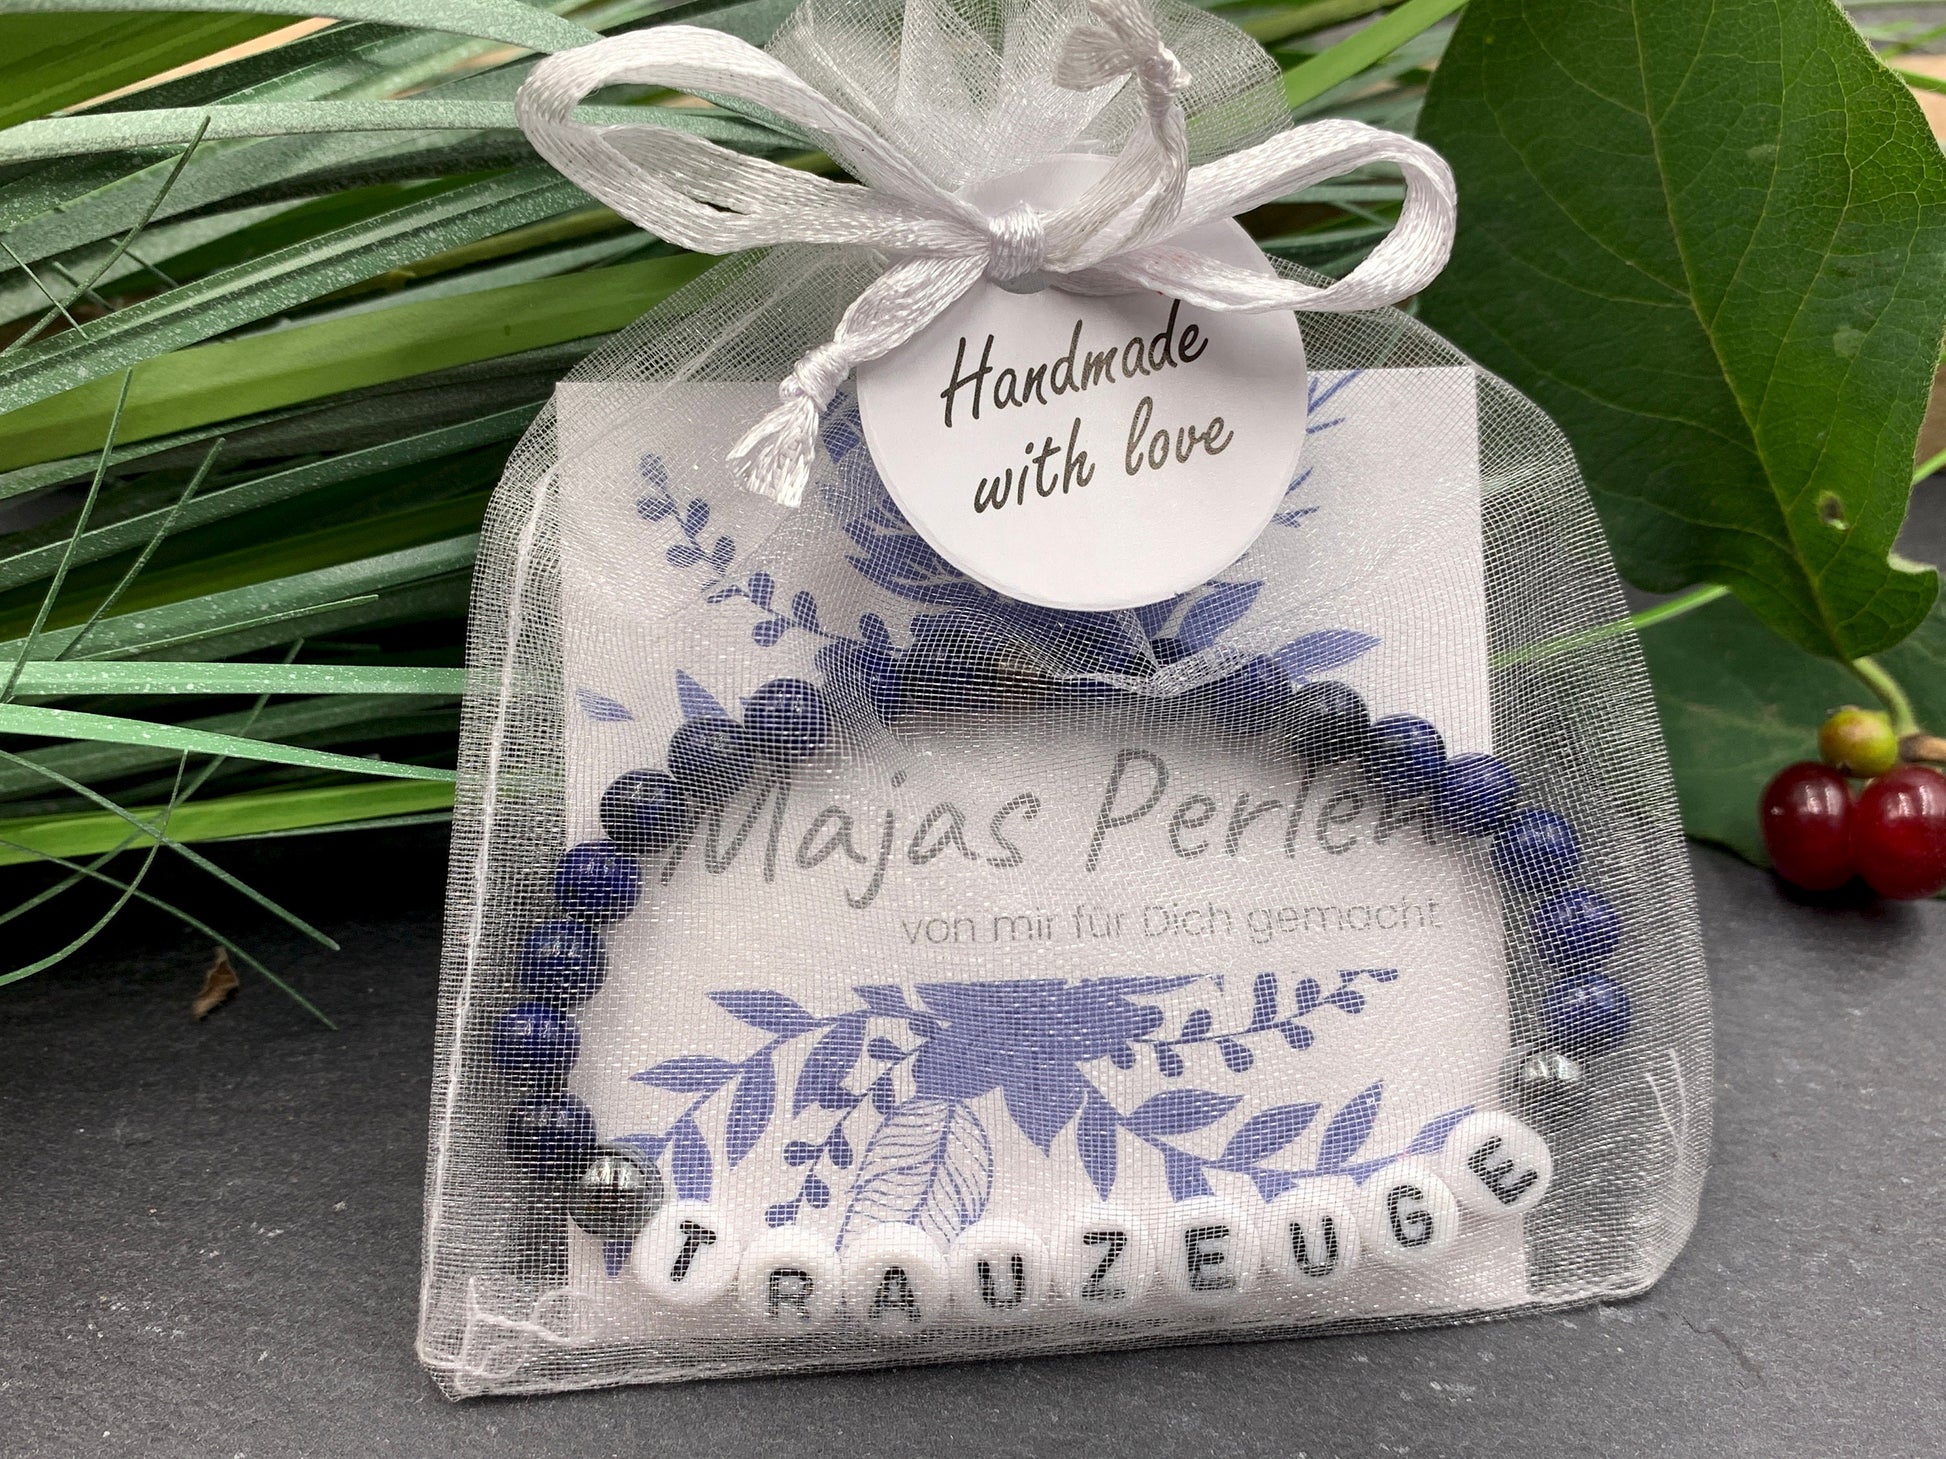 Handmade
with love
Majas Perlen
von mir für Dich gemacht
TRAUZEUGE